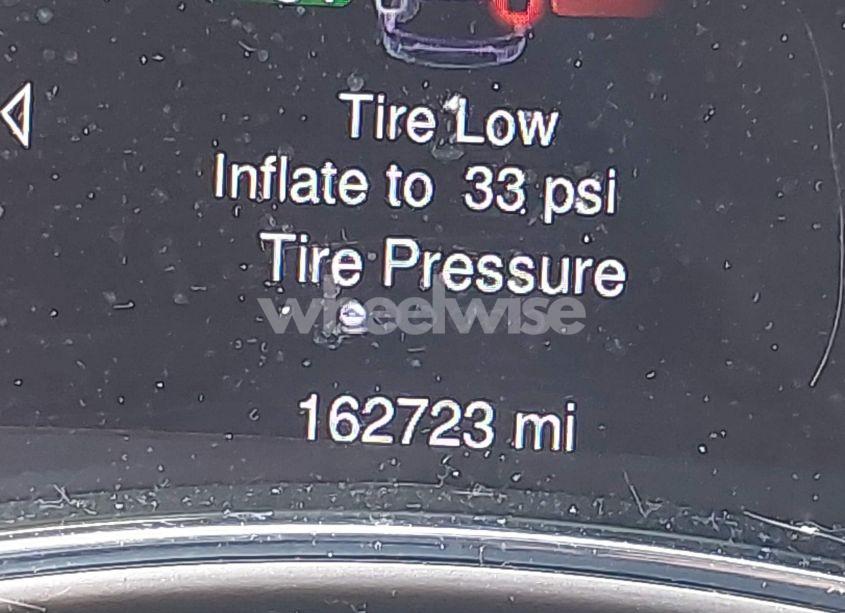 Tire Low
Inflate to 33 psi
Tire Pressure
wheelwise
162723 mi